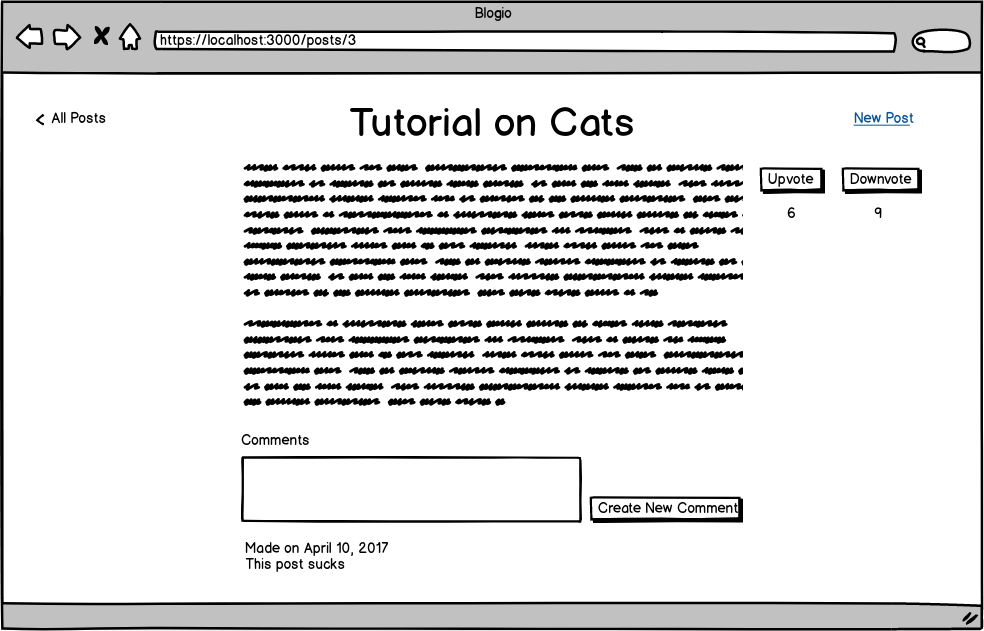 Blogio
https://localhost:3000/posts/3
All Posts
Tutorial on Cats
New Post
Upvote
Downvote
6
9
Comments
Create New Comment
Made on April 10, 2017
This post sucks